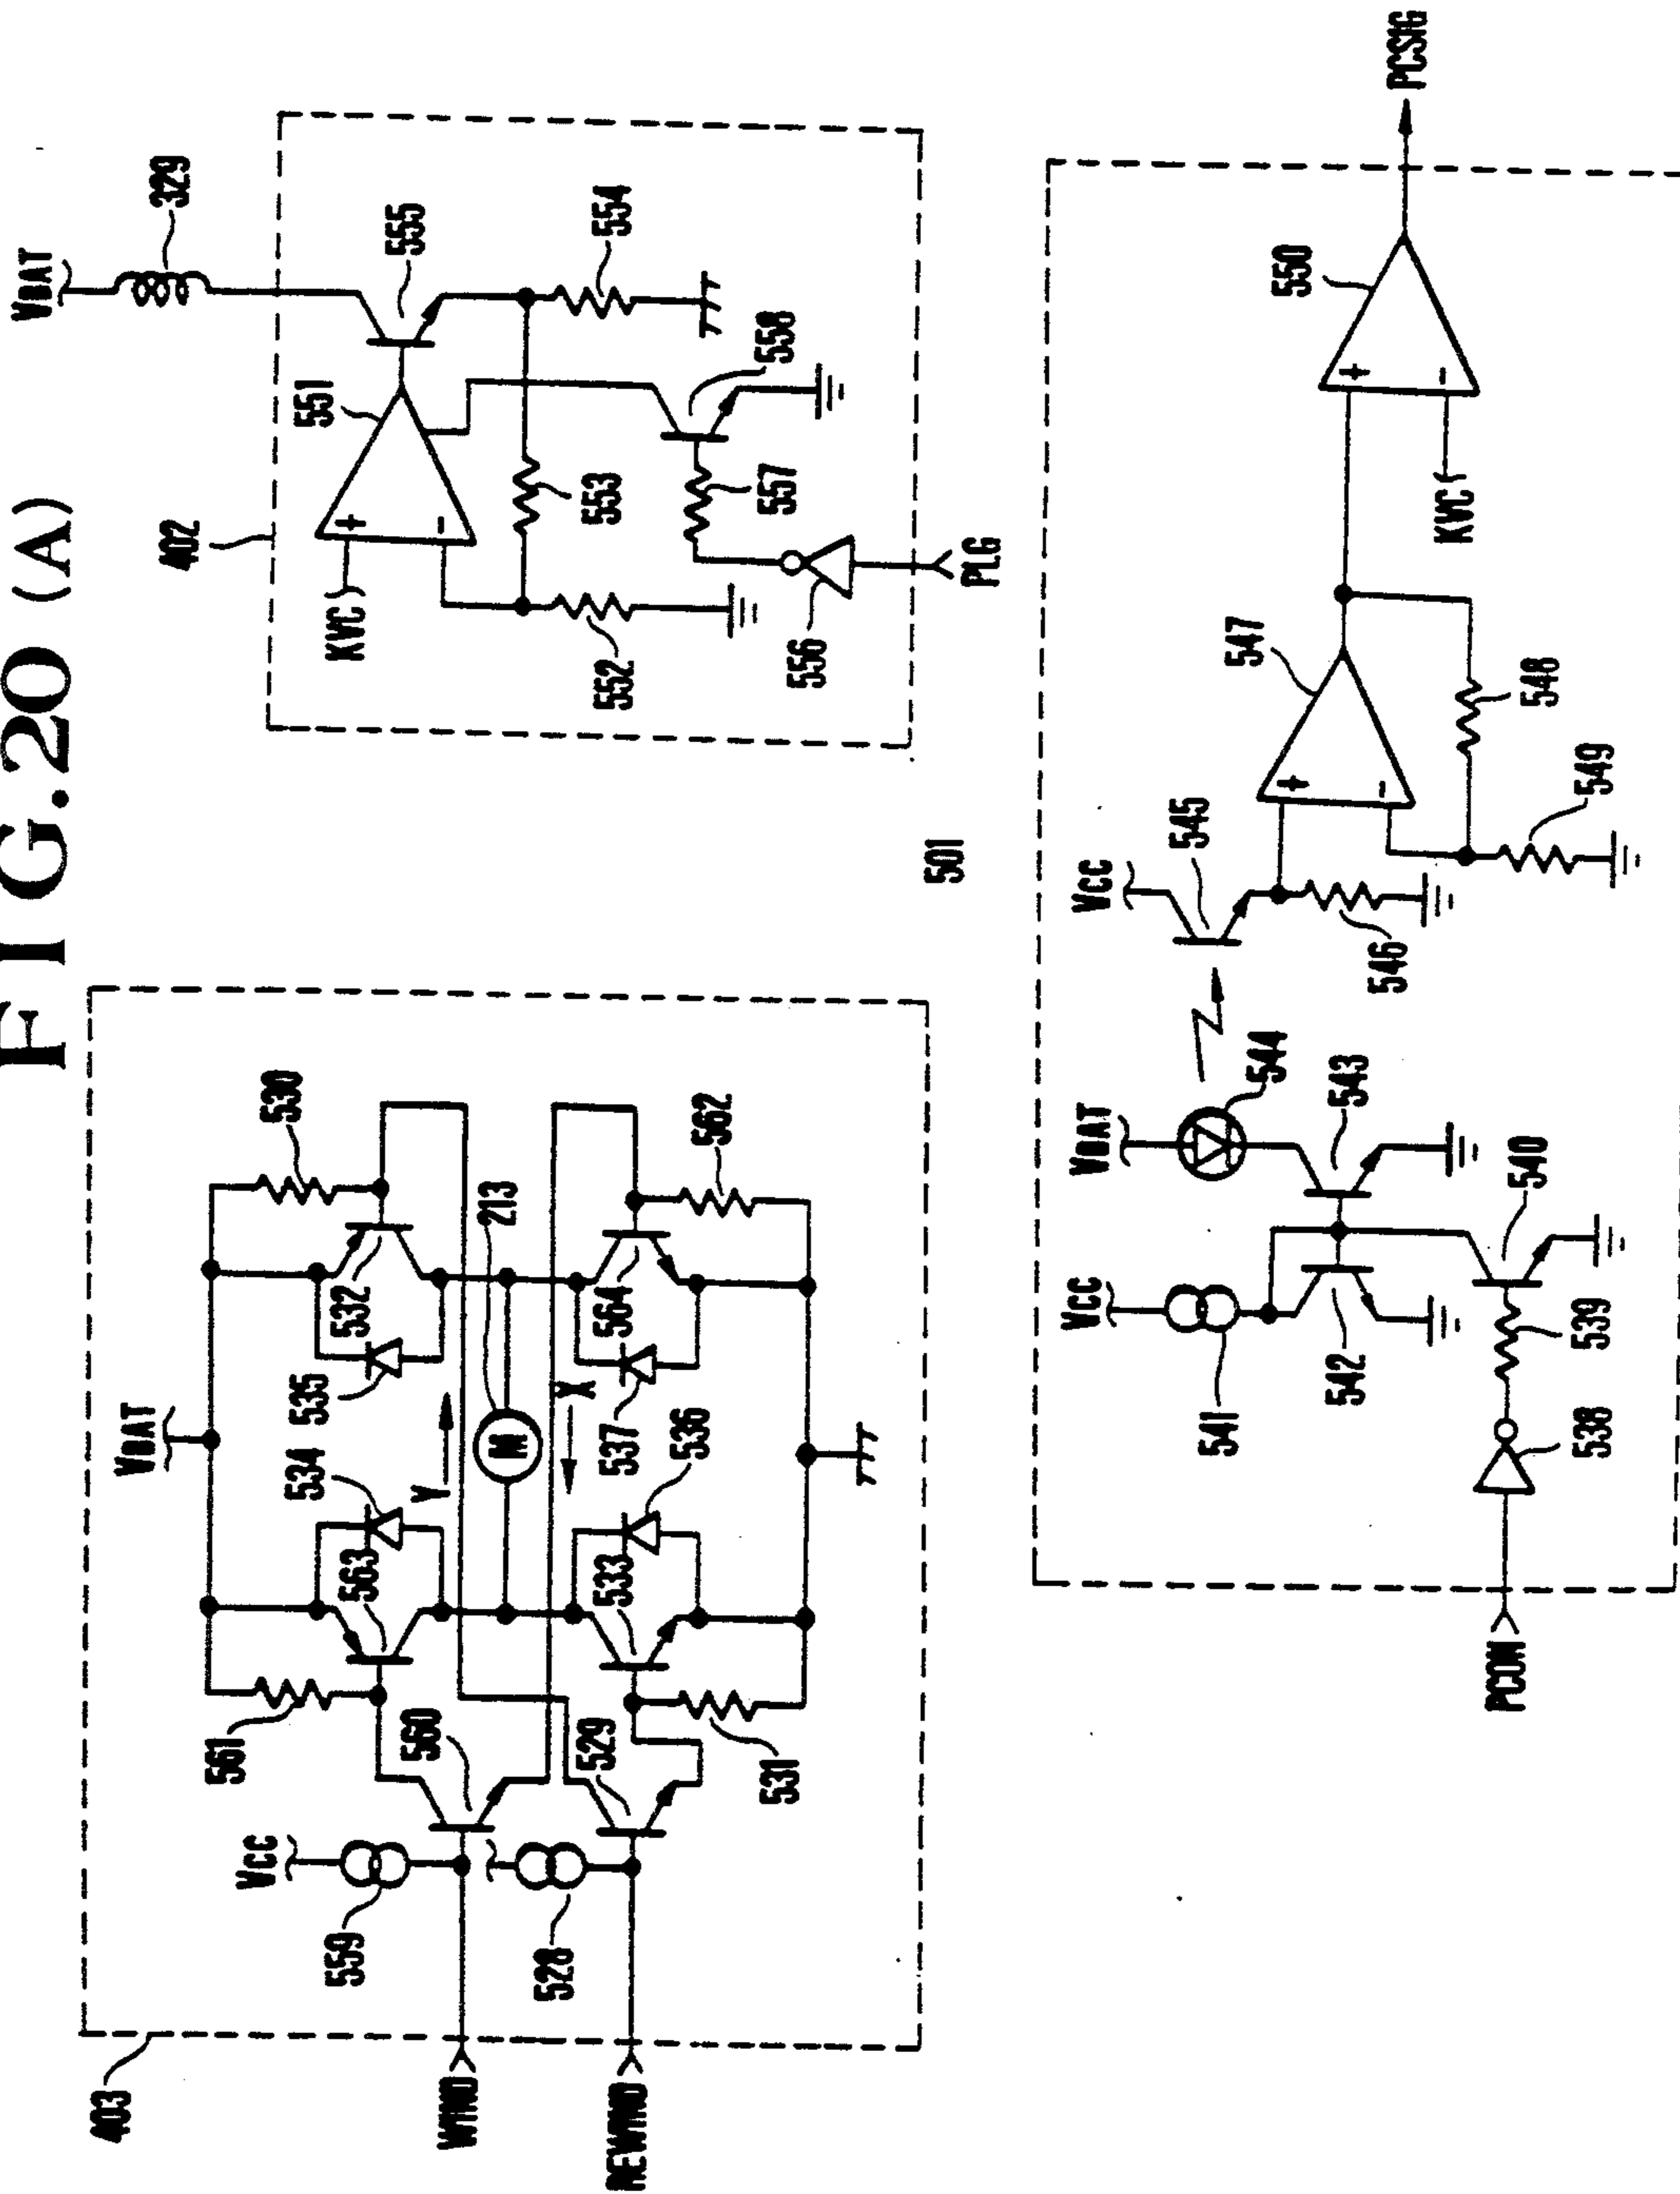 FIG.20 (A)
403
VBAT
561
563
534
535
532
530
VCC
559
560
Y
M
213
X
528
529
533
536
537
564
562
531
WIND
REWIND
402
VBAT
329
551
555
KVC
+
-
552
553
554
556
557
558
PLG
501
PCON
538
539
540
541
542
543
544
VCC
VBAT
VCC
545
546
547
+
-
548
549
550
+
-
KVC
PCSIG